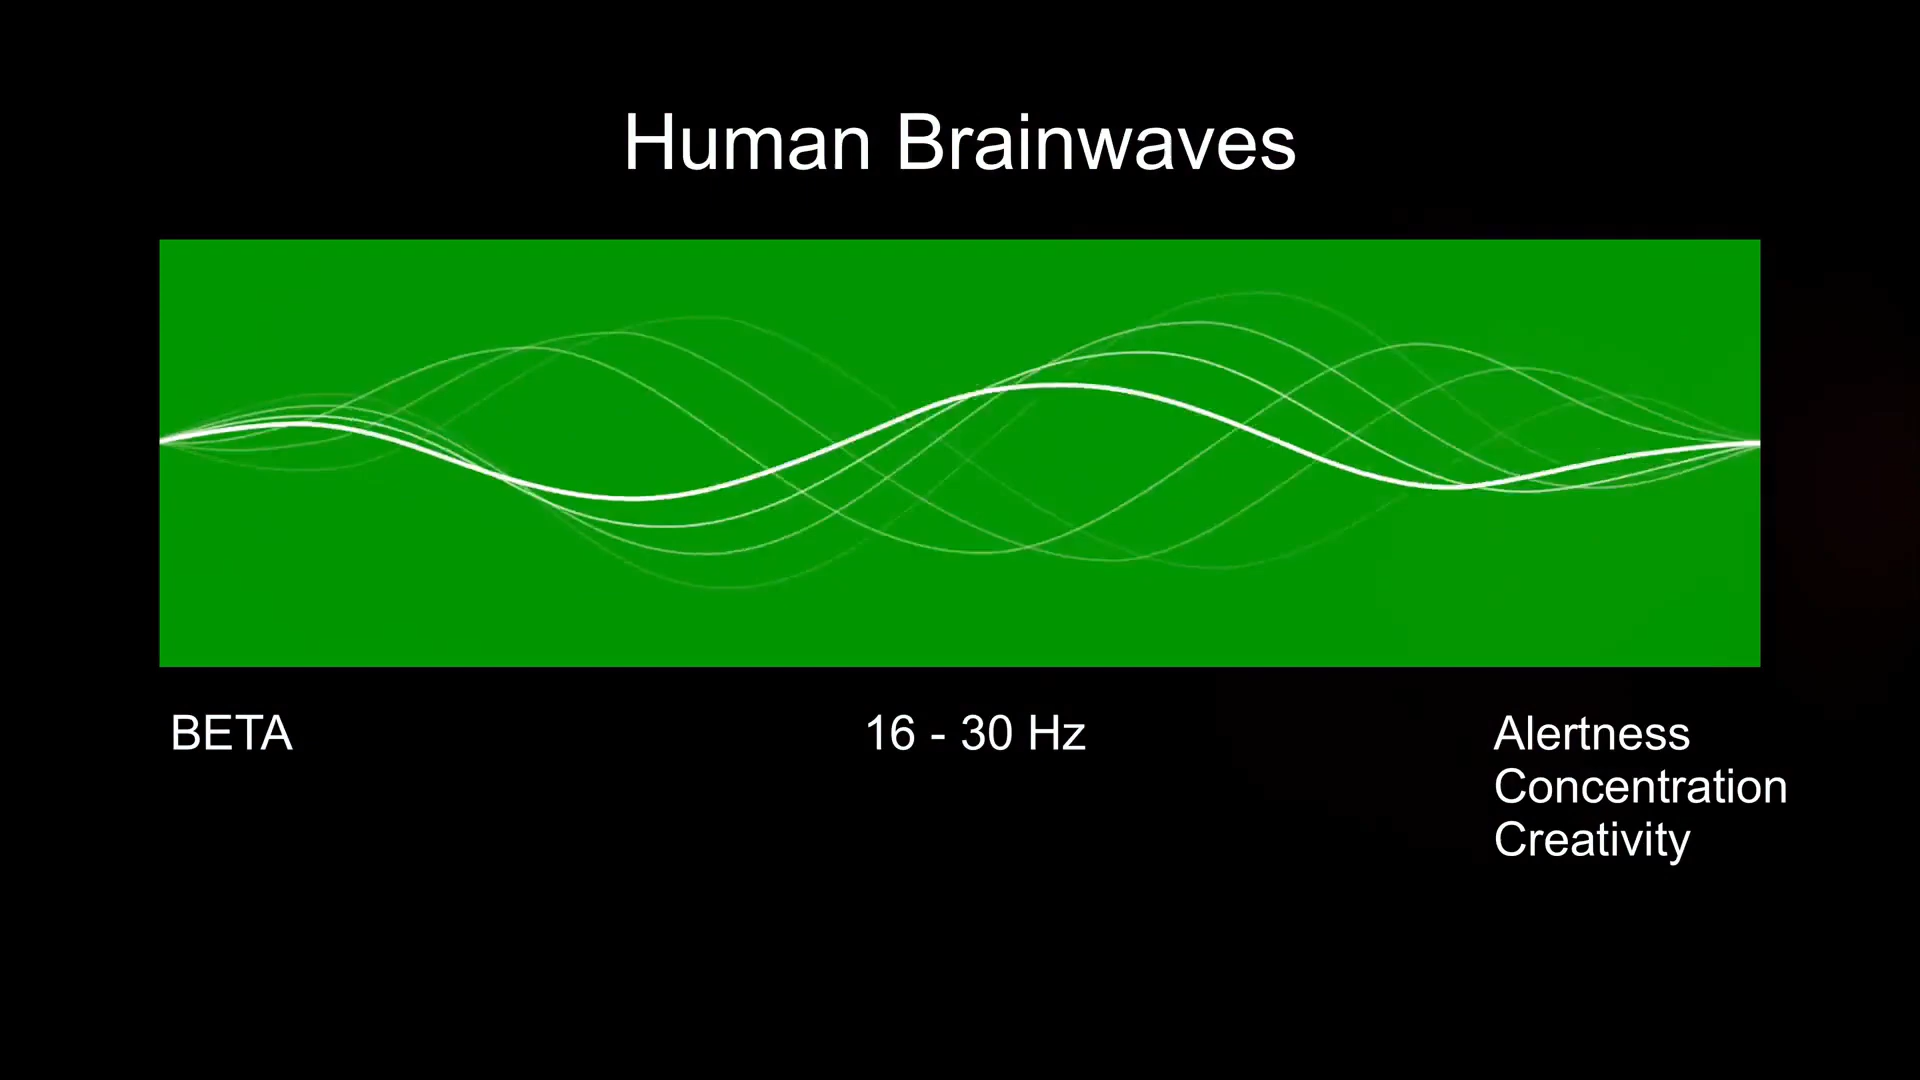 Human Brainwaves
BETA
16 - 30 Hz
Alertness
Concentration
Creativity